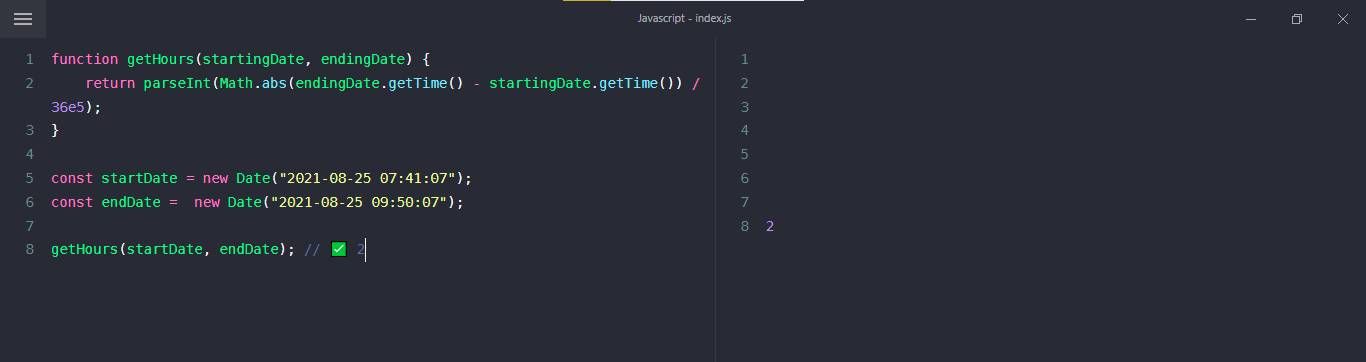 Javascript - index.js
1 function getHours(startingDate, endingDate) {
2     return parseInt(Math.abs(endingDate.getTime() - startingDate.getTime()) /
36e5);
3 }
4
5 const startDate = new Date("2021-08-25 07:41:07");
6 const endDate =  new Date("2021-08-25 09:50:07");
7
8 getHours(startDate, endDate); // ✅ 2
1
2
3
4
5
6
7
8 2